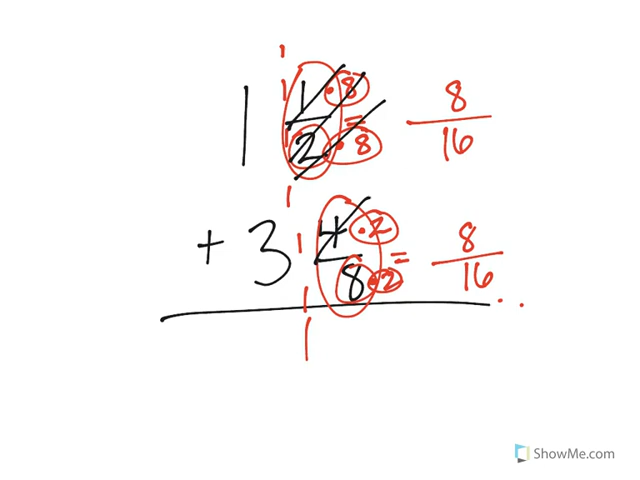 1 1/2 · 8 / · 8 = 8/16
+ 3 4/8 · 2 / · 2 = 8/16
ShowMe.com